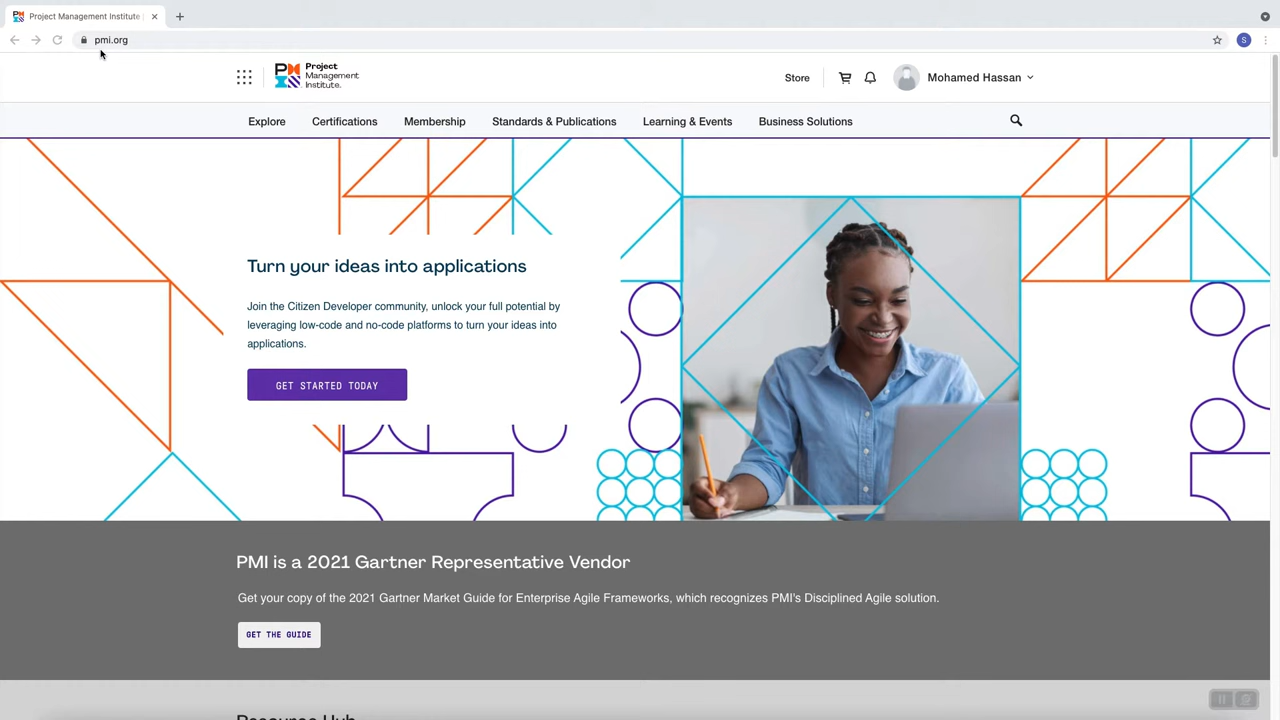 Project Management Institute |
pmi.org
S
Project
Management
Institute.
Store
Mohamed Hassan
Explore
Certifications
Membership
Standards & Publications
Learning & Events
Business Solutions
Turn your ideas into applications
Join the Citizen Developer community, unlock your full potential by
leveraging low-code and no-code platforms to turn your ideas into
applications.
GET STARTED TODAY
PMI is a 2021 Gartner Representative Vendor
Get your copy of the 2021 Gartner Market Guide for Enterprise Agile Frameworks, which recognizes PMI's Disciplined Agile solution.
GET THE GUIDE
Resource Hub